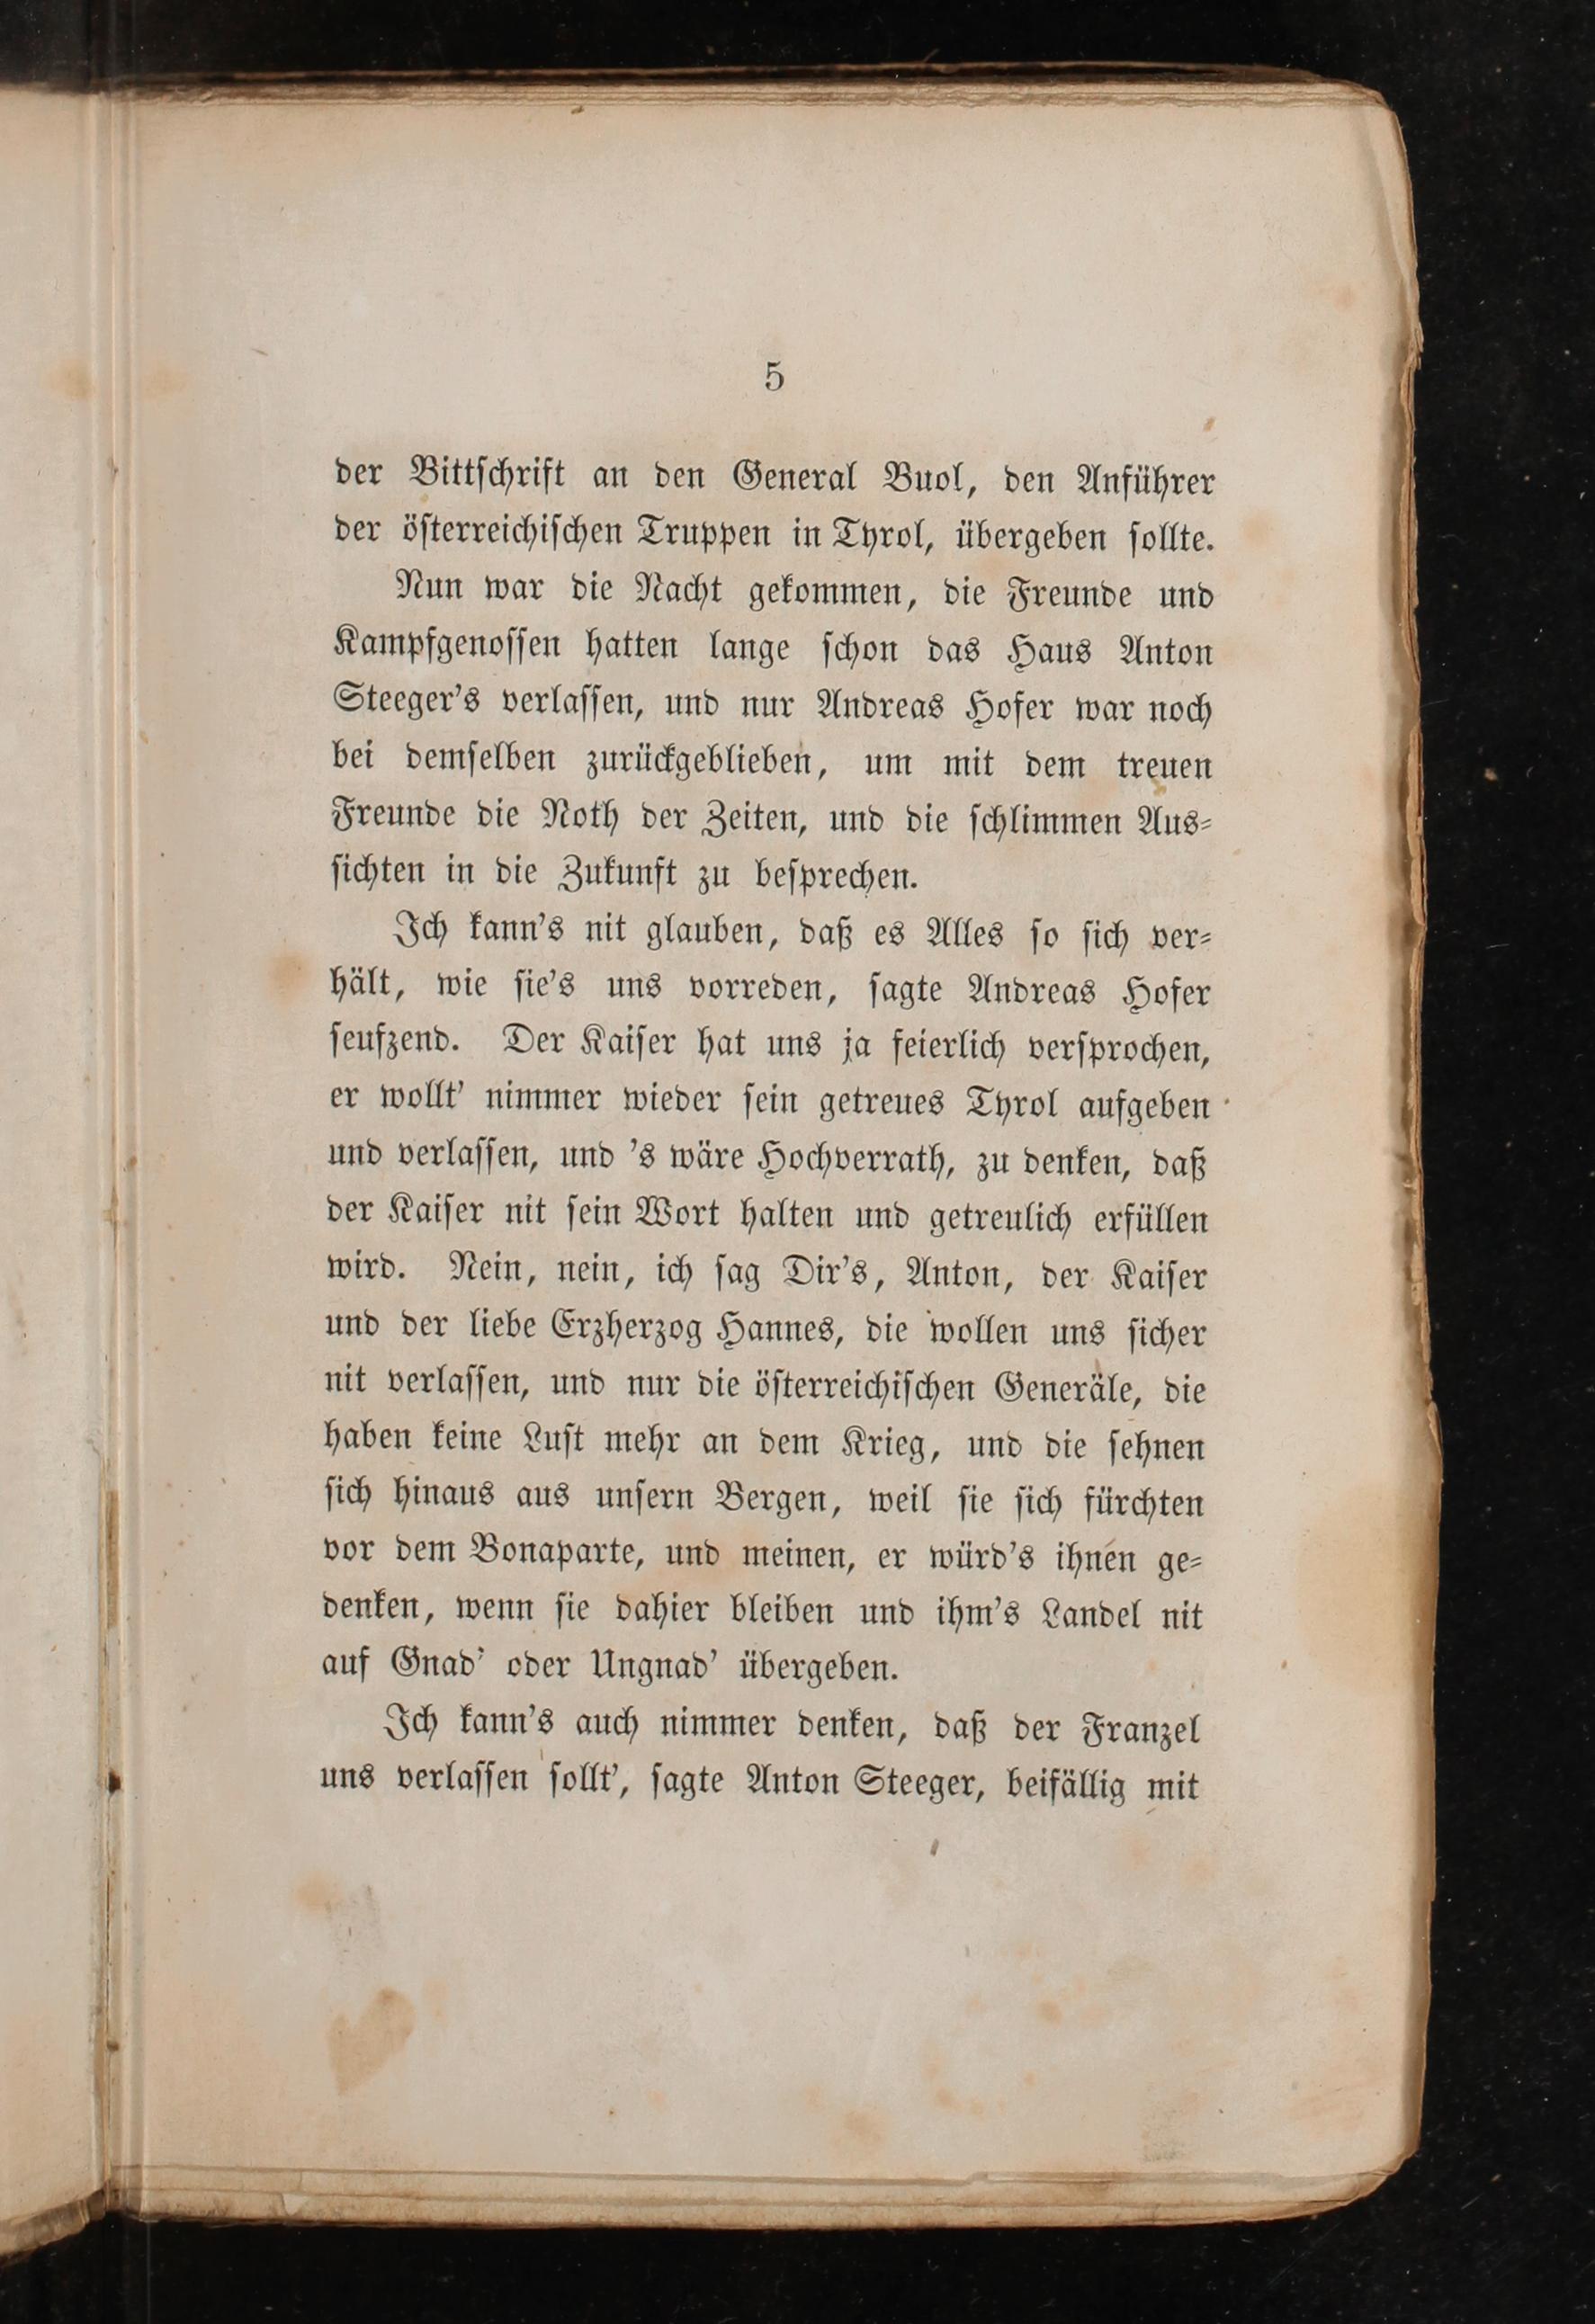 5
der Bittschrift an den General Buol, den Anführer
der österreichischen Truppen in Tyrol, übergeben sollte.
Nun war die Nacht gekommen, die Freunde und
Kampfgenossen hatten lange schon das Haus Anton
Steeger's verlassen, und nur Andreas Hofer war noch
bei demselben zurückgeblieben, um mit dem treuen
Freunde die Noth der Zeiten, und die schlimmen Aus-
sichten in die Zukunft zu besprechen.
Ich kann's nit glauben, daß es Alles so sich ver-
hält, wie sie's uns vorreden, sagte Andreas Hofer
seufzend. Der Kaiser hat uns ja feierlich versprochen,
er wollt' nimmer wieder sein getreues Tyrol aufgeben
und verlassen, und 's wäre Hochverrath, zu denken, daß
der Kaiser nit sein Wort halten und getreulich erfüllen
wird. Nein, nein, ich sag Dir's, Anton, der Kaiser
und der liebe Erzherzog Hannes, die wollen uns sicher
nit verlassen, und nur die österreichischen Generäle, die
haben keine Lust mehr an dem Krieg, und die sehnen
sich hinaus aus unsern Bergen, weil sie sich fürchten
vor dem Bonaparte, und meinen, er würd's ihnen ge-
denken, wenn sie dahier bleiben und ihm's Landel nit
auf Gnad' oder Ungnad' übergeben.
Ich kann's auch nimmer denken, daß der Franzel
uns verlassen sollt', sagte Anton Steeger, beifällig mit